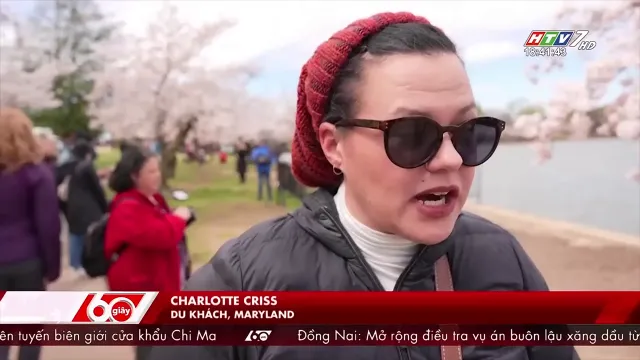 HTV7 HD
18:41:43
CHARLOTTE CRISS
DU KHÁCH, MARYLAND
60 giây
ên tuyến biên giới cửa khẩu Chi Ma
Đồng Nai: Mở rộng điều tra vụ án buôn lậu xăng dầu từ